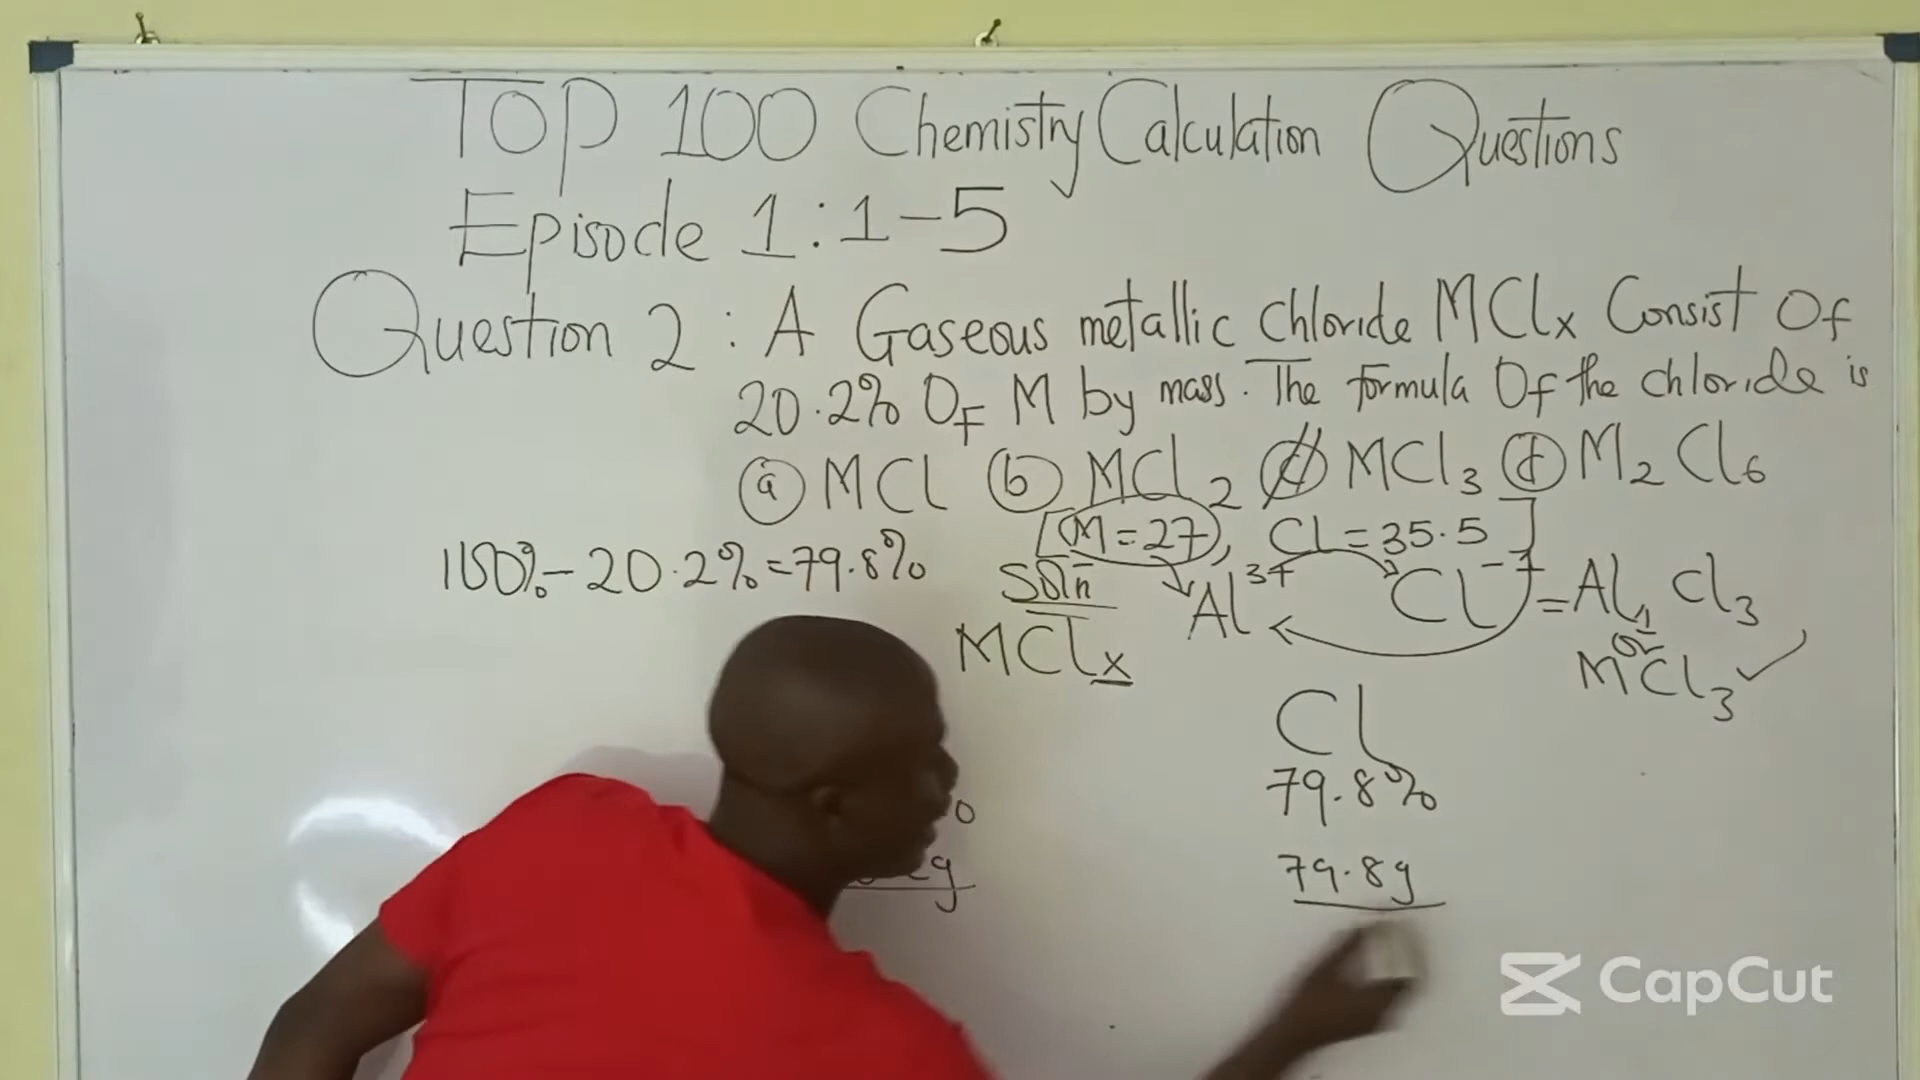 TOP 100 Chemistry Calculation Questions
Episode 1:1-5
Question 2: A Gaseous metallic chloride MClx Consist Of
20.2% Of M by mass. The formula Of the chloride is
(a) MCl (b) MCl2 (c) MCl3 (d) M2Cl6
[M=27, Cl=35.5]
100%-20.2%=79.8%
Soln
MClx
Al3+ Cl- = Al1Cl3
or
MCl3 ✓
Cl
79.8%
79.8g
CapCut